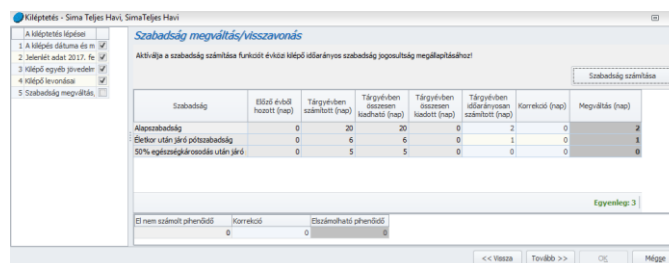 Kiléptetés - Sima Teljes Havi, SimaTeljes Havi
A kiléptetés lépései
1 A kilépés dátuma és m
2 Jelenlét adat 2017. fe
3 Kilépő egyéb jövedelm
4 Kilépő levonásai
5 Szabadság megváltás,
Szabadság megváltás/visszavonás
Aktiválja a szabadság számítása funkciót évközi kilépő időarányos szabadság jogosultság megállapításához!
Szabadság számítása
Szabadság Előző évből hozott (nap) Tárgyévben számított (nap) Tárgyévben összesen kiadható (nap) Tárgyévben összesen kiadott (nap) Tárgyévben időarányosan számított (nap) Korrekció (nap) Megváltás (nap)
Alapszabadság 0 20 20 0 2 0 2
Életkor után járó pótszabadság 0 6 6 0 1 0 1
50% egészségkárosodás után járó 0 5 5 0 0 0 0
Egyenleg: 3
El nem számolt pihenőidő Korrekció Elszámolható pihenőidő
0 0 0
<< Vissza Tovább >> OK Mégse